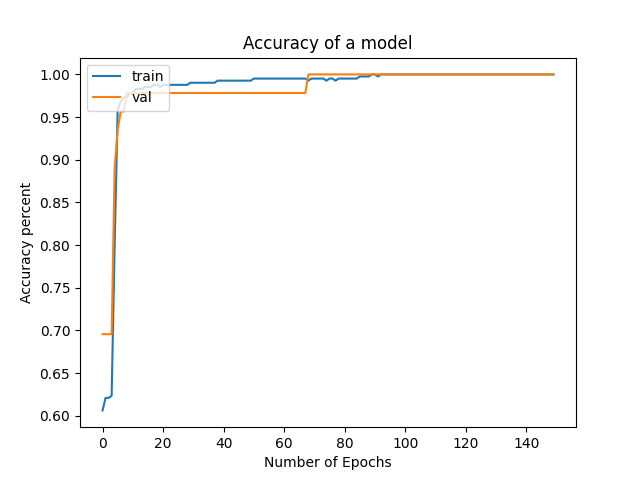 Accuracy of a model
train
val
1.00
0.95
0.90
0.85
0.80
0.75
0.70
0.65
0.60
Accuracy percent
0 20 40 60 80 100 120 140
Number of Epochs